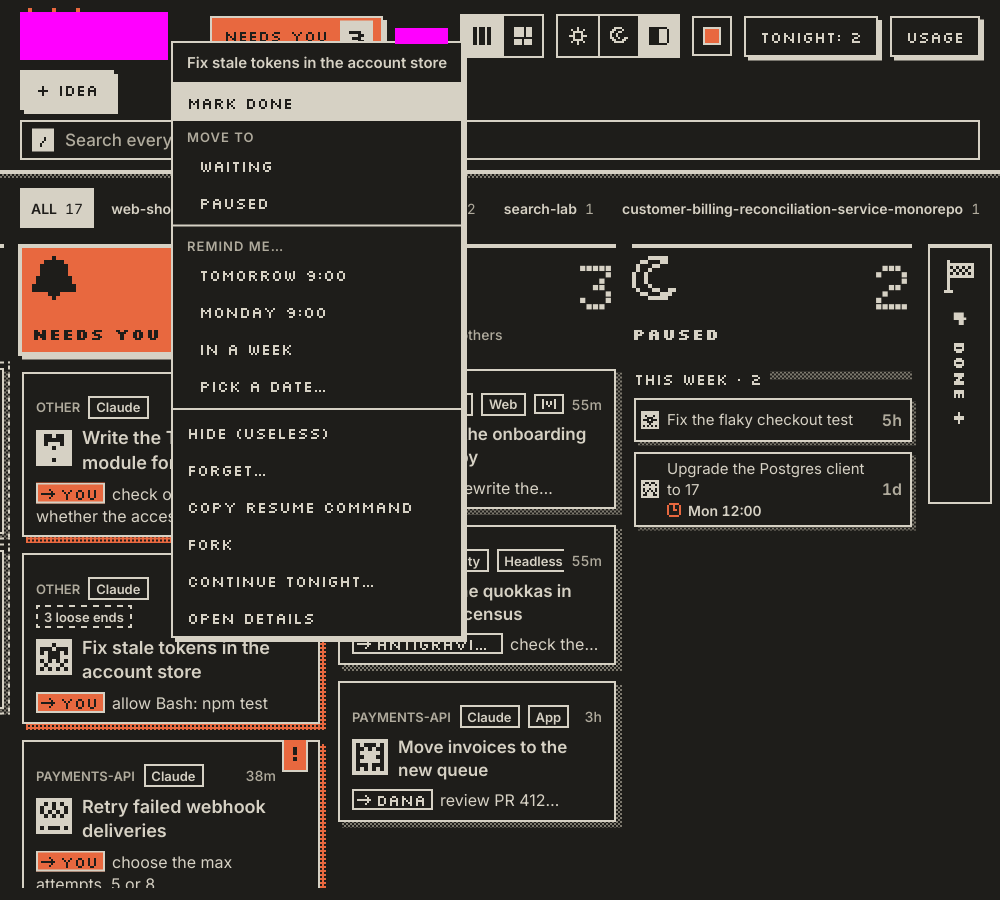 NEEDS YOU 3
TONIGHT: 2
USAGE
+ IDEA
/ Search every
Fix stale tokens in the account store
MARK DONE
MOVE TO
WAITING
PAUSED
REMIND ME…
TOMORROW 9:00
MONDAY 9:00
IN A WEEK
PICK A DATE…
HIDE (USELESS)
FORGET…
COPY RESUME COMMAND
FORK
CONTINUE TONIGHT…
OPEN DETAILS
ALL 17
web-sho
2
search-lab 1
customer-billing-reconciliation-service-monorepo 1
NEEDS YOU
OTHER Claude
Write the T
module for
→ YOU check o
whether the acces
OTHER Claude
3 loose ends
Fix stale tokens in the
account store
→ YOU allow Bash: npm test
!
PAYMENTS-API Claude 38m
Retry failed webhook
deliveries
→ YOU choose the max
attempts, 5 or 8
3
thers
Web 55m
he onboarding
y
ewrite the…
ty Headless 55m
e quokkas in
census
→ ANTIGRAVI… check the…
PAYMENTS-API Claude App 3h
Move invoices to the
new queue
→ DANA review PR 412…
2
PAUSED
THIS WEEK · 2
Fix the flaky checkout test 5h
Upgrade the Postgres client
to 17 1d
Mon 12:00
4 DONE +